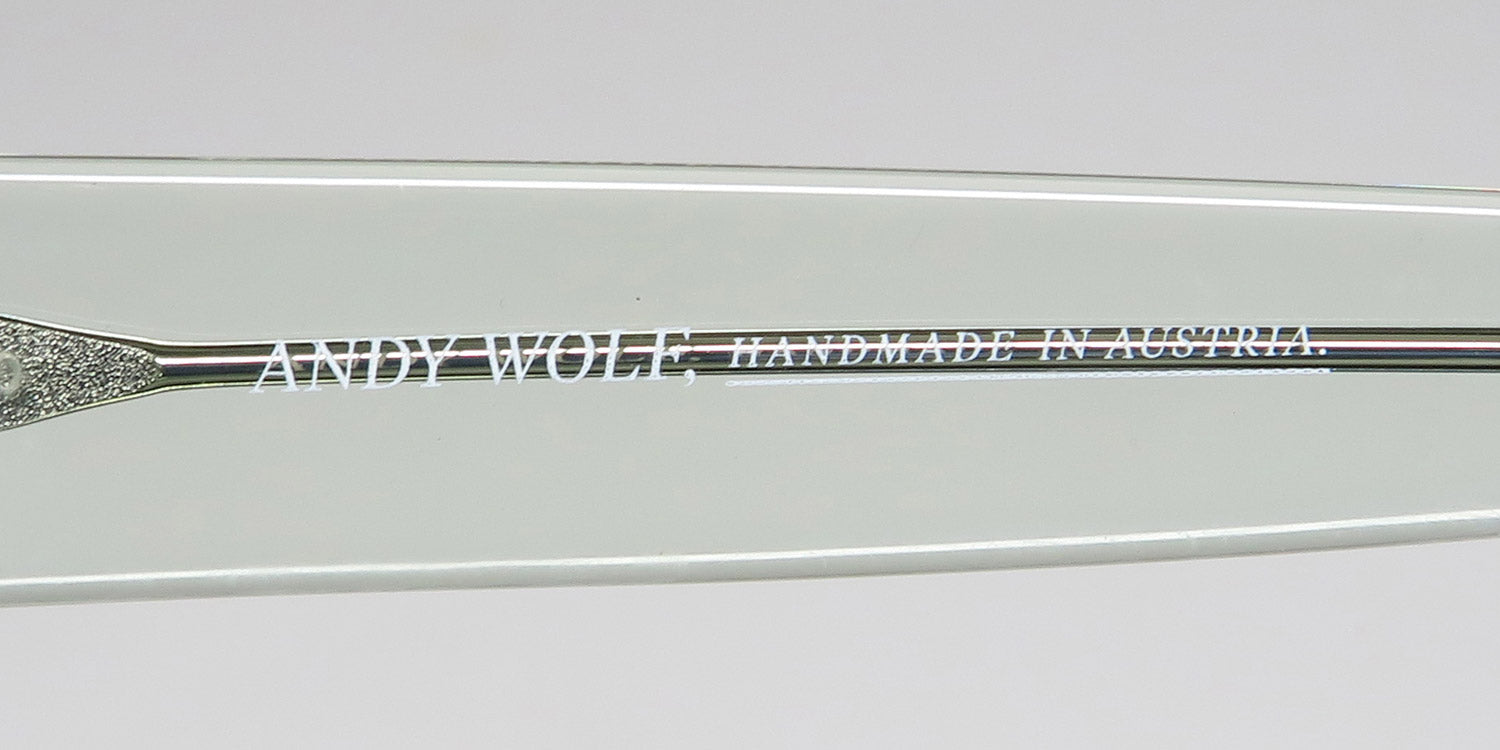 ANDY WOLF, HANDMADE IN AUSTRIA.